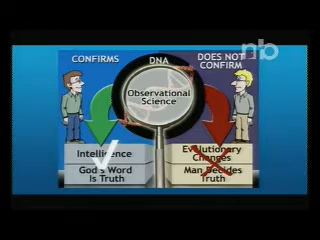 CONFIRMS
DNA
DOES NOT
CONFIRM
nb
Observational
Science
Intelligence
God's Word
Is Truth
Evolutionary
Changes
Man Decides
Truth